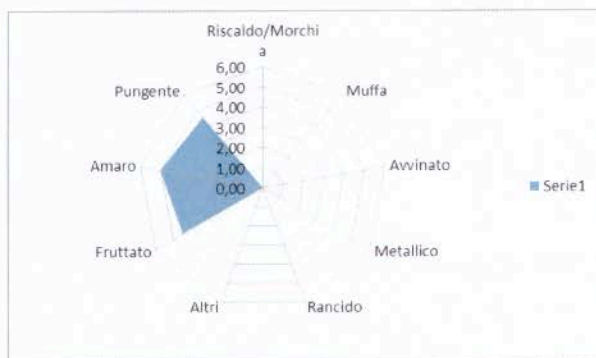 Riscaldo/Morchi
a
6,00
5,00
4,00
3,00
2,00
1,00
0,00
Muffa
Avvinato
Metallico
Rancido
Altri
Fruttato
Amaro
Pungente
Serie1